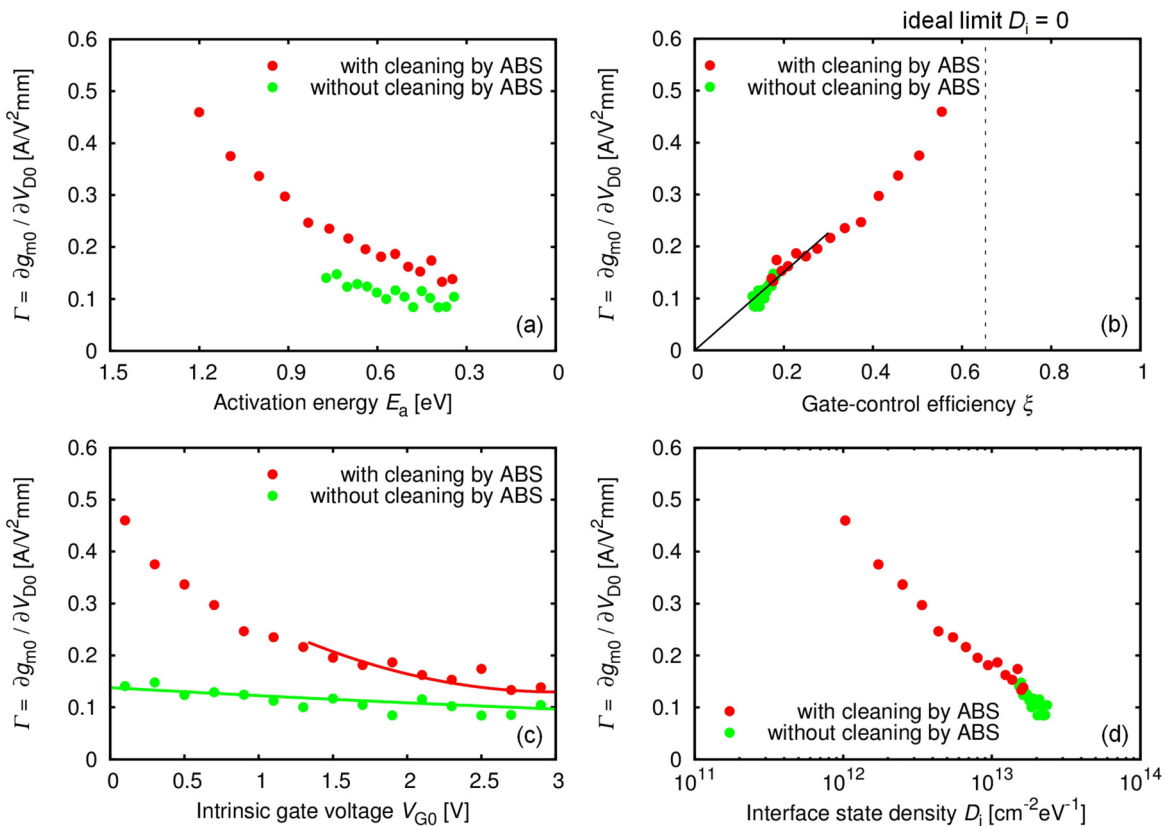 ideal limit Dᵢ = 0
0.6
0.5
0.4
0.3
0.2
0.1
0
Γ = ∂gₘ₀ / ∂V_D0 [A/V²mm]
with cleaning by ABS
without cleaning by ABS
(a)
1.5 1.2 0.9 0.6 0.3 0
Activation energy Eₐ [eV]
0.6
0.5
0.4
0.3
0.2
0.1
0
Γ = ∂gₘ₀ / ∂V_D0 [A/V²mm]
with cleaning by ABS
without cleaning by ABS
(b)
0 0.2 0.4 0.6 0.8 1
Gate-control efficiency ξ
0.6
0.5
0.4
0.3
0.2
0.1
0
Γ = ∂gₘ₀ / ∂V_D0 [A/V²mm]
with cleaning by ABS
without cleaning by ABS
(c)
0 0.5 1 1.5 2 2.5 3
Intrinsic gate voltage V_G0 [V]
0.6
0.5
0.4
0.3
0.2
0.1
0
Γ = ∂gₘ₀ / ∂V_D0 [A/V²mm]
with cleaning by ABS
without cleaning by ABS
(d)
10¹¹ 10¹² 10¹³ 10¹⁴
Interface state density Dᵢ [cm⁻²eV⁻¹]